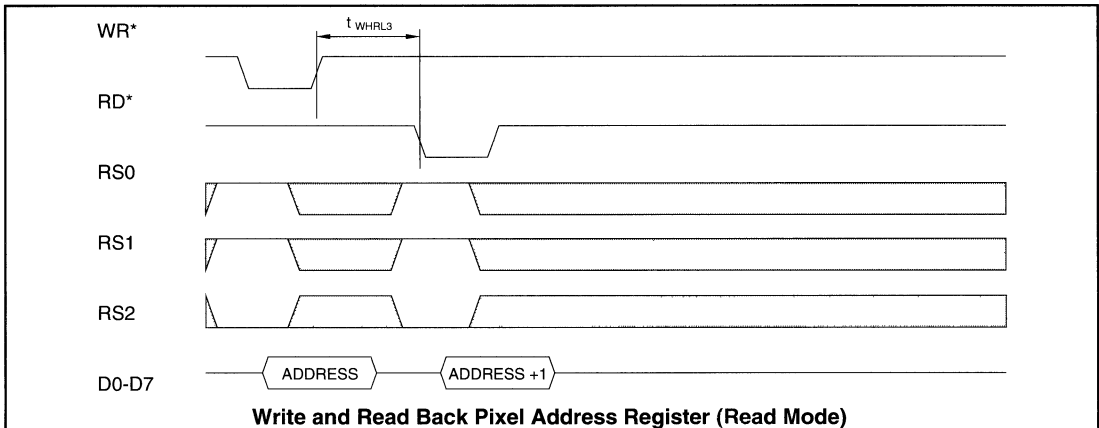 WR*
t WHRL3
RD*
RS0
RS1
RS2
D0-D7
ADDRESS
ADDRESS +1
Write and Read Back Pixel Address Register (Read Mode)